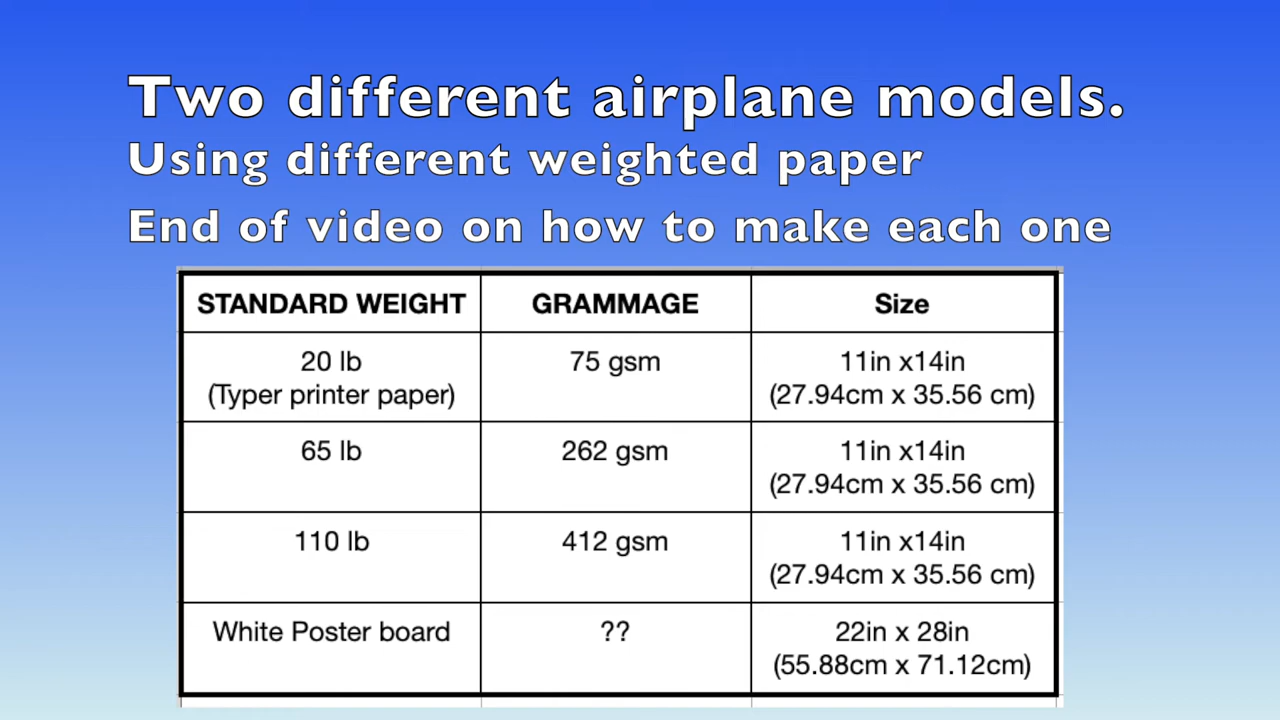 Two different airplane models.
Using different weighted paper
End of video on how to make each one
STANDARD WEIGHT GRAMMAGE Size
20 lb 75 gsm 11in x14in
(Typer printer paper) (27.94cm x 35.56 cm)
65 lb 262 gsm 11in x14in
(27.94cm x 35.56 cm)
110 lb 412 gsm 11in x14in
(27.94cm x 35.56 cm)
White Poster board ?? 22in x 28in
(55.88cm x 71.12cm)